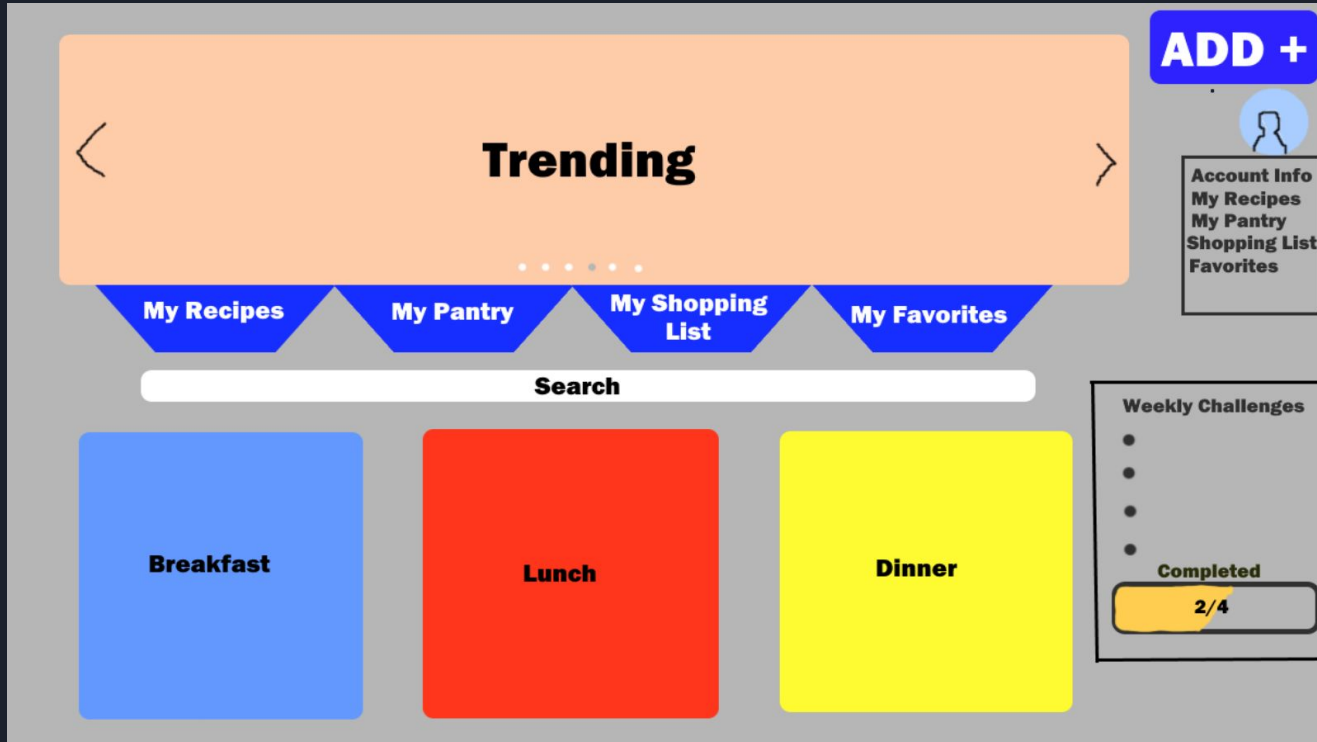 ADD +
Trending
Account Info
My Recipes
My Pantry
Shopping List
Favorites
My Recipes
My Pantry
My Shopping
List
My Favorites
Search
Weekly Challenges
Breakfast
Lunch
Dinner
Completed
2/4